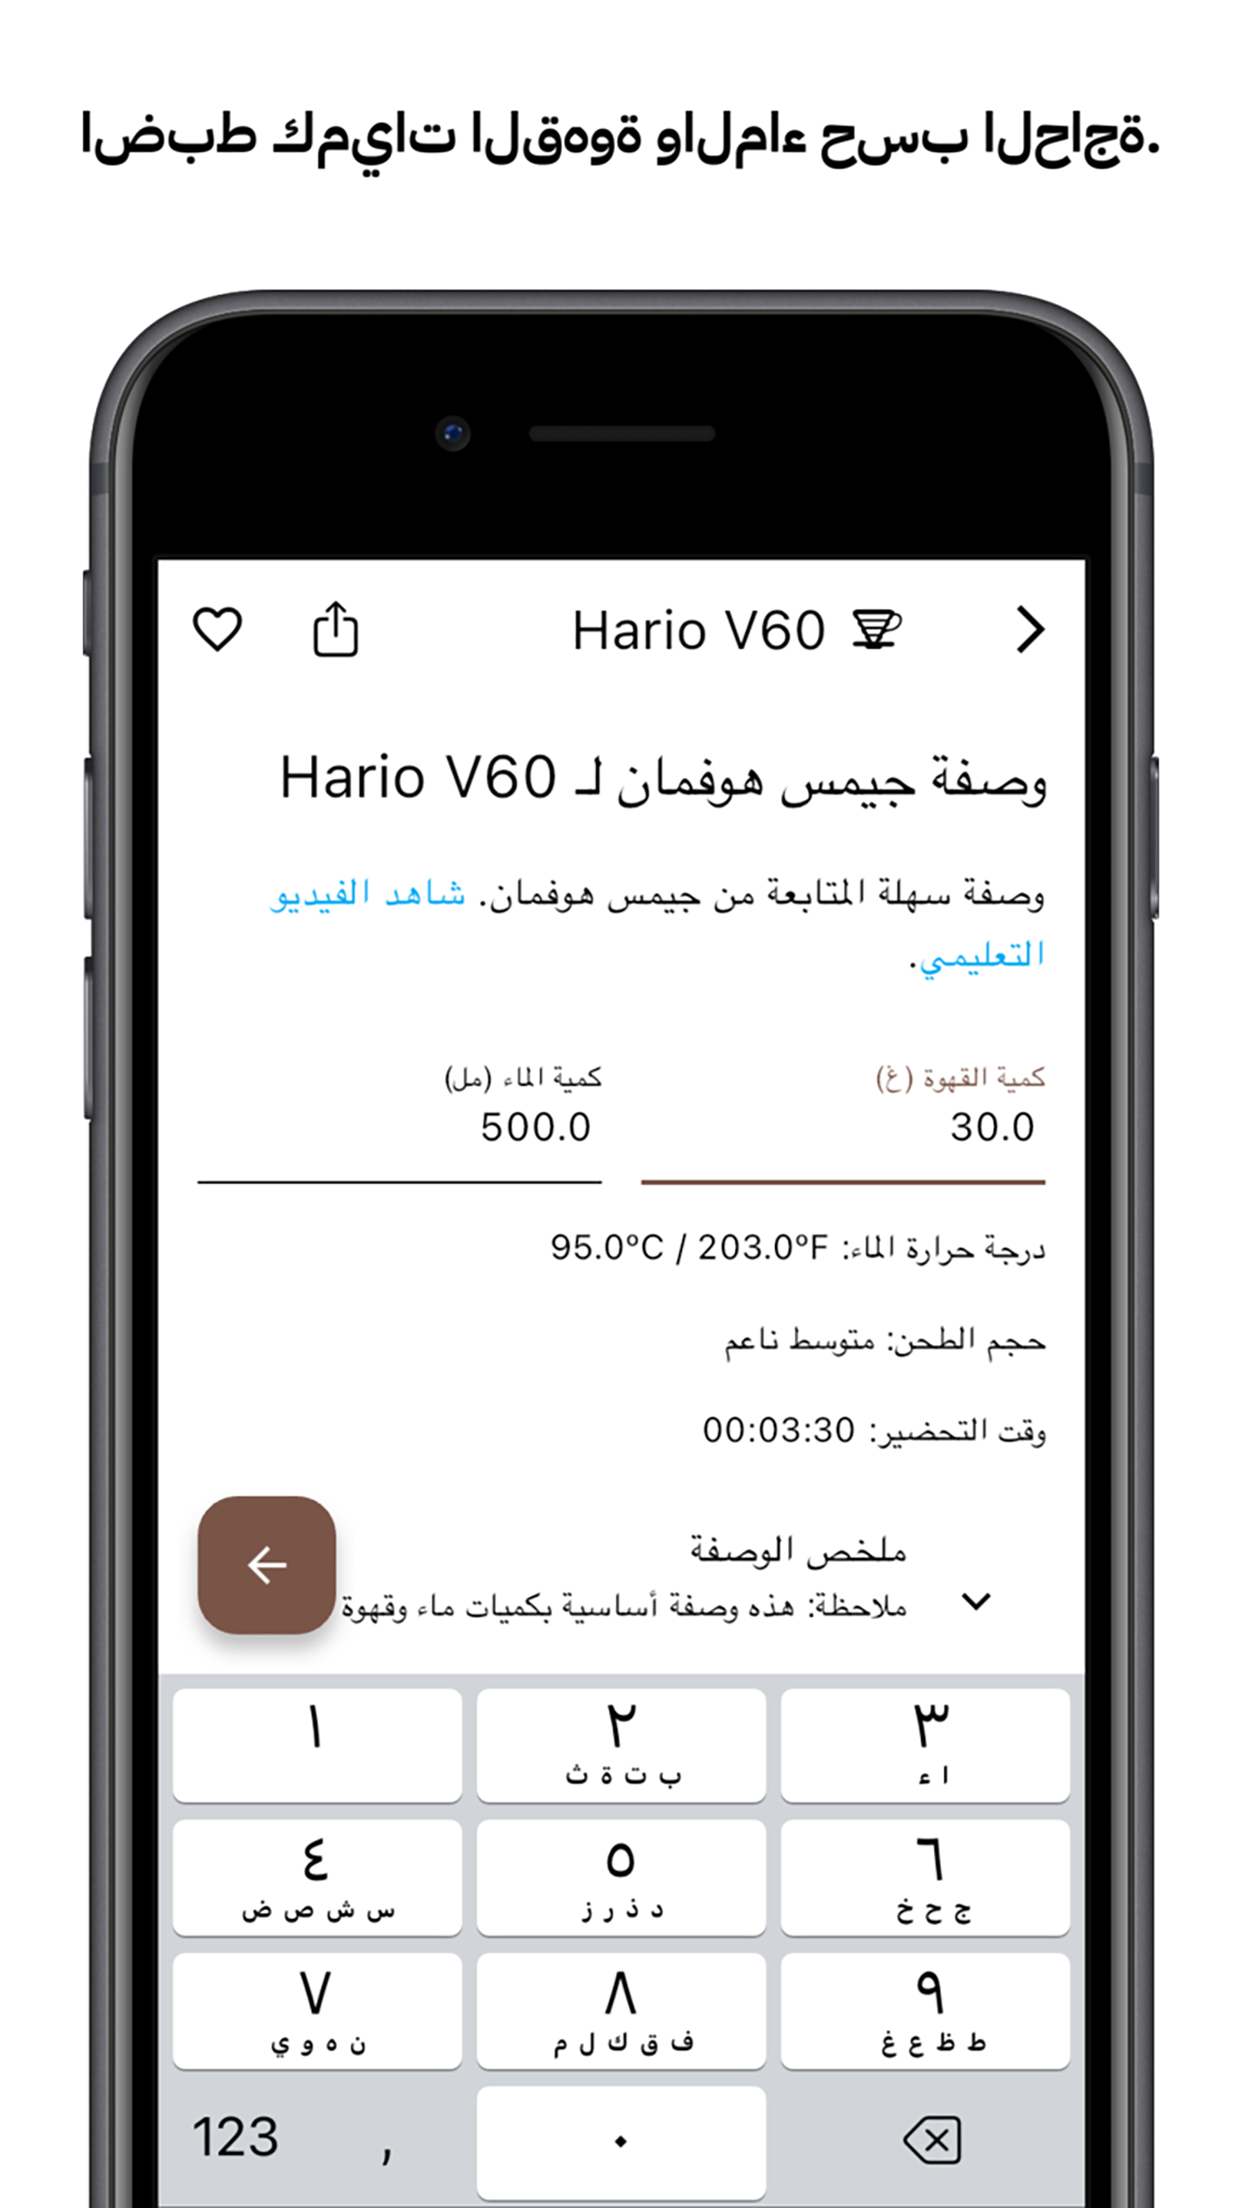 اضبط كميات القهوة والماء حسب الحاجة.
Hario V60
وصفة جيمس هوفمان لـ Hario V60
وصفة سهلة المتابعة من جيمس هوفمان. شاهد الفيديو
التعليمي.
كمية القهوة (غ) كمية الماء (مل)
30.0 500.0
درجة حرارة الماء: 95.0°C / 203.0°F
حجم الطحن: متوسط ناعم
وقت التحضير: 00:03:30
ملخص الوصفة
ملاحظة: هذه وصفة أساسية بكميات ماء وقهوة
١ ٢ ٣
ب ت ة ث
ا ء
٤ ٥ ٦
س ش ص ض
د ذ ر ز
ج ح خ
٧ ٨ ٩
ن ه و ي
ف ق ك ل م
ط ظ ع غ
123 , ٠